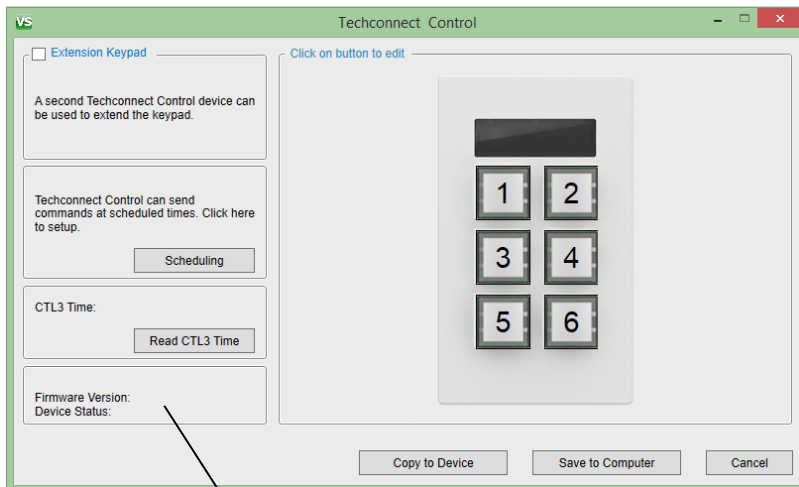 VS
Techconnect Control
Extension Keypad
A second Techconnect Control device can
be used to extend the keypad.
Techconnect Control can send
commands at scheduled times. Click here
to setup.
Scheduling
CTL3 Time:
Read CTL3 Time
Firmware Version:
Device Status:
Click on button to edit
1 2
3 4
5 6
Copy to Device Save to Computer Cancel